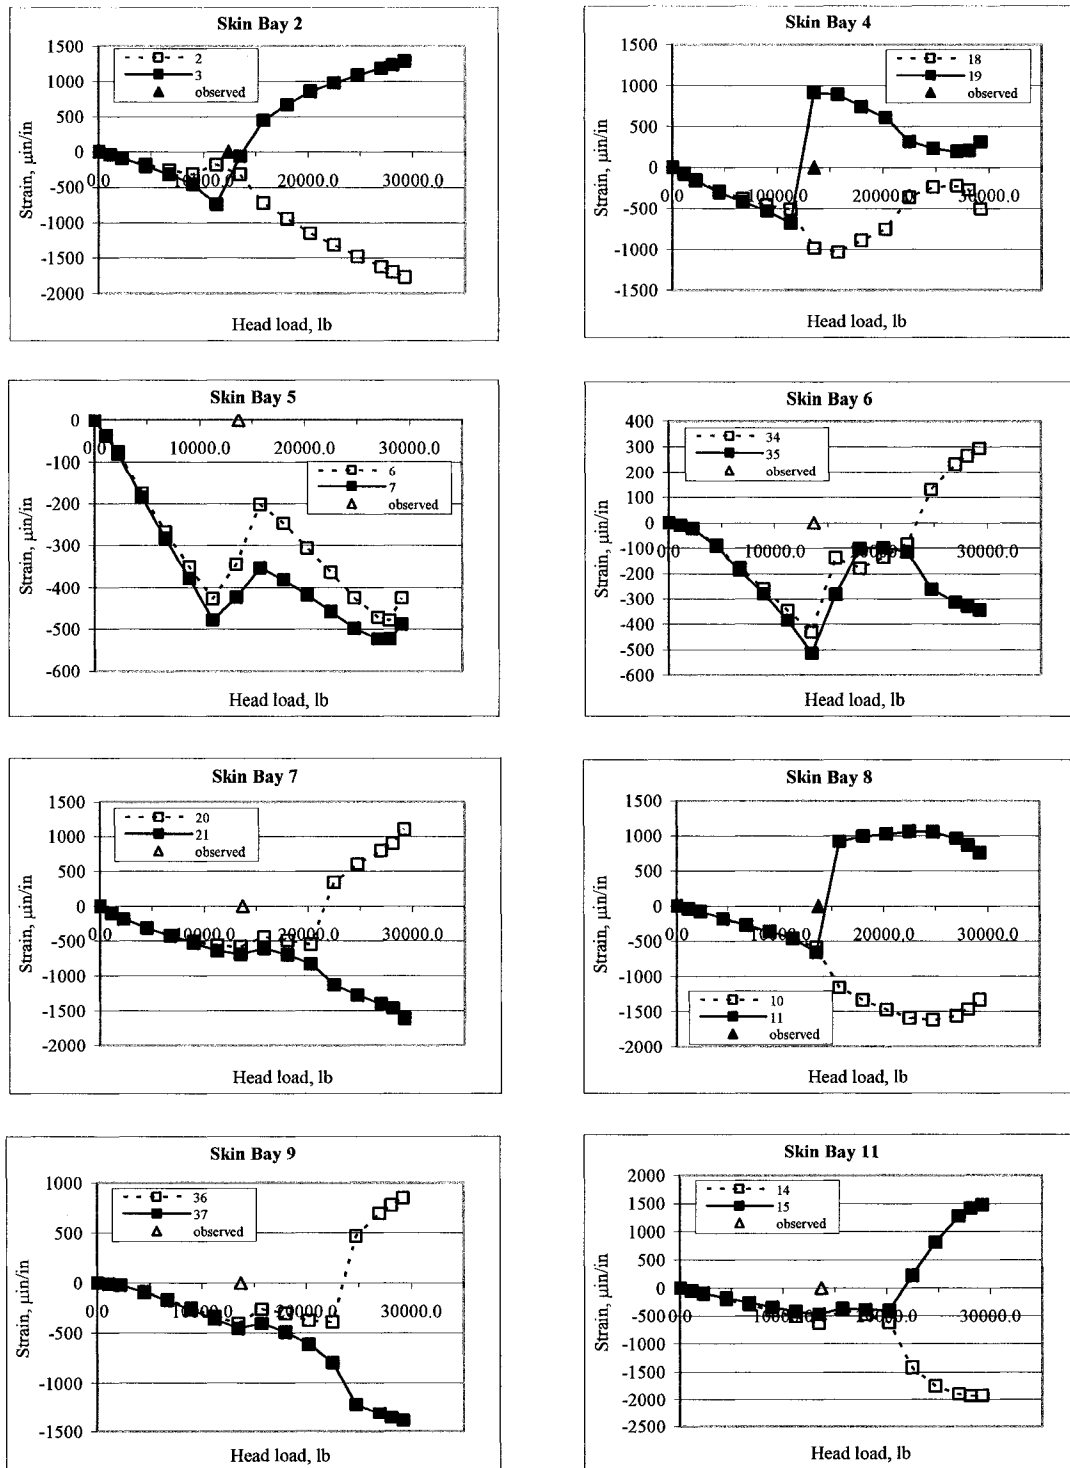 Skin Bay 2
1500
1000
500
0
-500
-1000
-1500
-2000
2
3
observed
0.0 10000.0 20000.0 30000.0
Strain, µin/in
Head load, lb
Skin Bay 4
1500
1000
500
0
-500
-1000
-1500
18
19
observed
0.0 10000.0 20000.0 30000.0
Strain, µin/in
Head load, lb
Skin Bay 5
0
-100
-200
-300
-400
-500
-600
0.0 10000.0 20000.0 30000.0
6
7
observed
Strain, µin/in
Head load, lb
Skin Bay 6
400
300
200
100
0
-100
-200
-300
-400
-500
-600
34
35
observed
0.0 10000.0 20000.0 30000.0
Strain, µin/in
Head load, lb
Skin Bay 7
1500
1000
500
0
-500
-1000
-1500
-2000
20
21
observed
0.0 10000.0 20000.0 30000.0
Strain, µin/in
Head load, lb
Skin Bay 8
1500
1000
500
0
-500
-1000
-1500
-2000
0.0 10000.0 20000.0 30000.0
10
11
observed
Strain, µin/in
Head load, lb
Skin Bay 9
1000
500
0
-500
-1000
-1500
36
37
observed
0.0 10000.0 20000.0 30000.0
Strain, µin/in
Head load, lb
Skin Bay 11
2000
1500
1000
500
0
-500
-1000
-1500
-2000
-2500
14
15
observed
0.0 10000.0 20000.0 30000.0
Strain, µin/in
Head load, lb